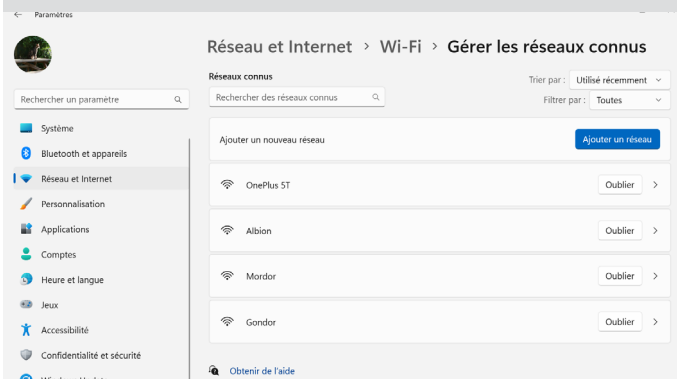 Paramètres
Réseau et Internet > Wi-Fi > Gérer les réseaux connus
Réseaux connus
Trier par : Utilisé récemment
Rechercher un paramètre
Rechercher des réseaux connus
Filtrer par : Toutes
Système
Bluetooth et appareils
Réseau et Internet
Personnalisation
Applications
Comptes
Heure et langue
Jeux
Accessibilité
Confidentialité et sécurité
Ajouter un nouveau réseau
Ajouter un réseau
OnePlus 5T
Oublier
Albion
Oublier
Mordor
Oublier
Gondor
Oublier
Obtenir de l'aide